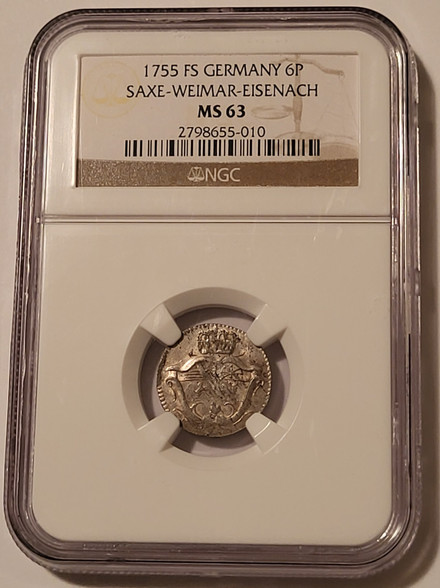 1755 FS GERMANY 6P
SAXE-WEIMAR-EISENACH
MS 63
2798655-010
NGC